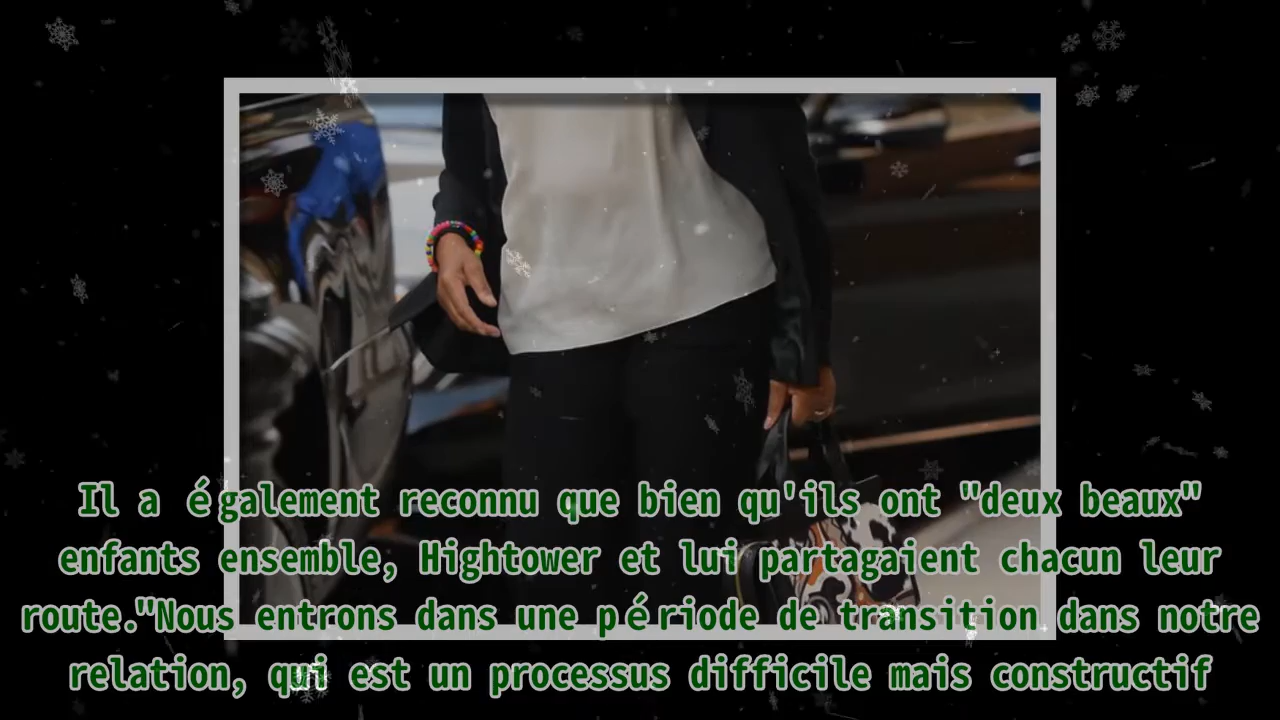 Il a également reconnu que bien qu'ils ont "deux beaux"
enfants ensemble, Hightower et lui partagaient chacun leur
route."Nous entrons dans une période de transition dans notre
relation, qui est un processus difficile mais constructif